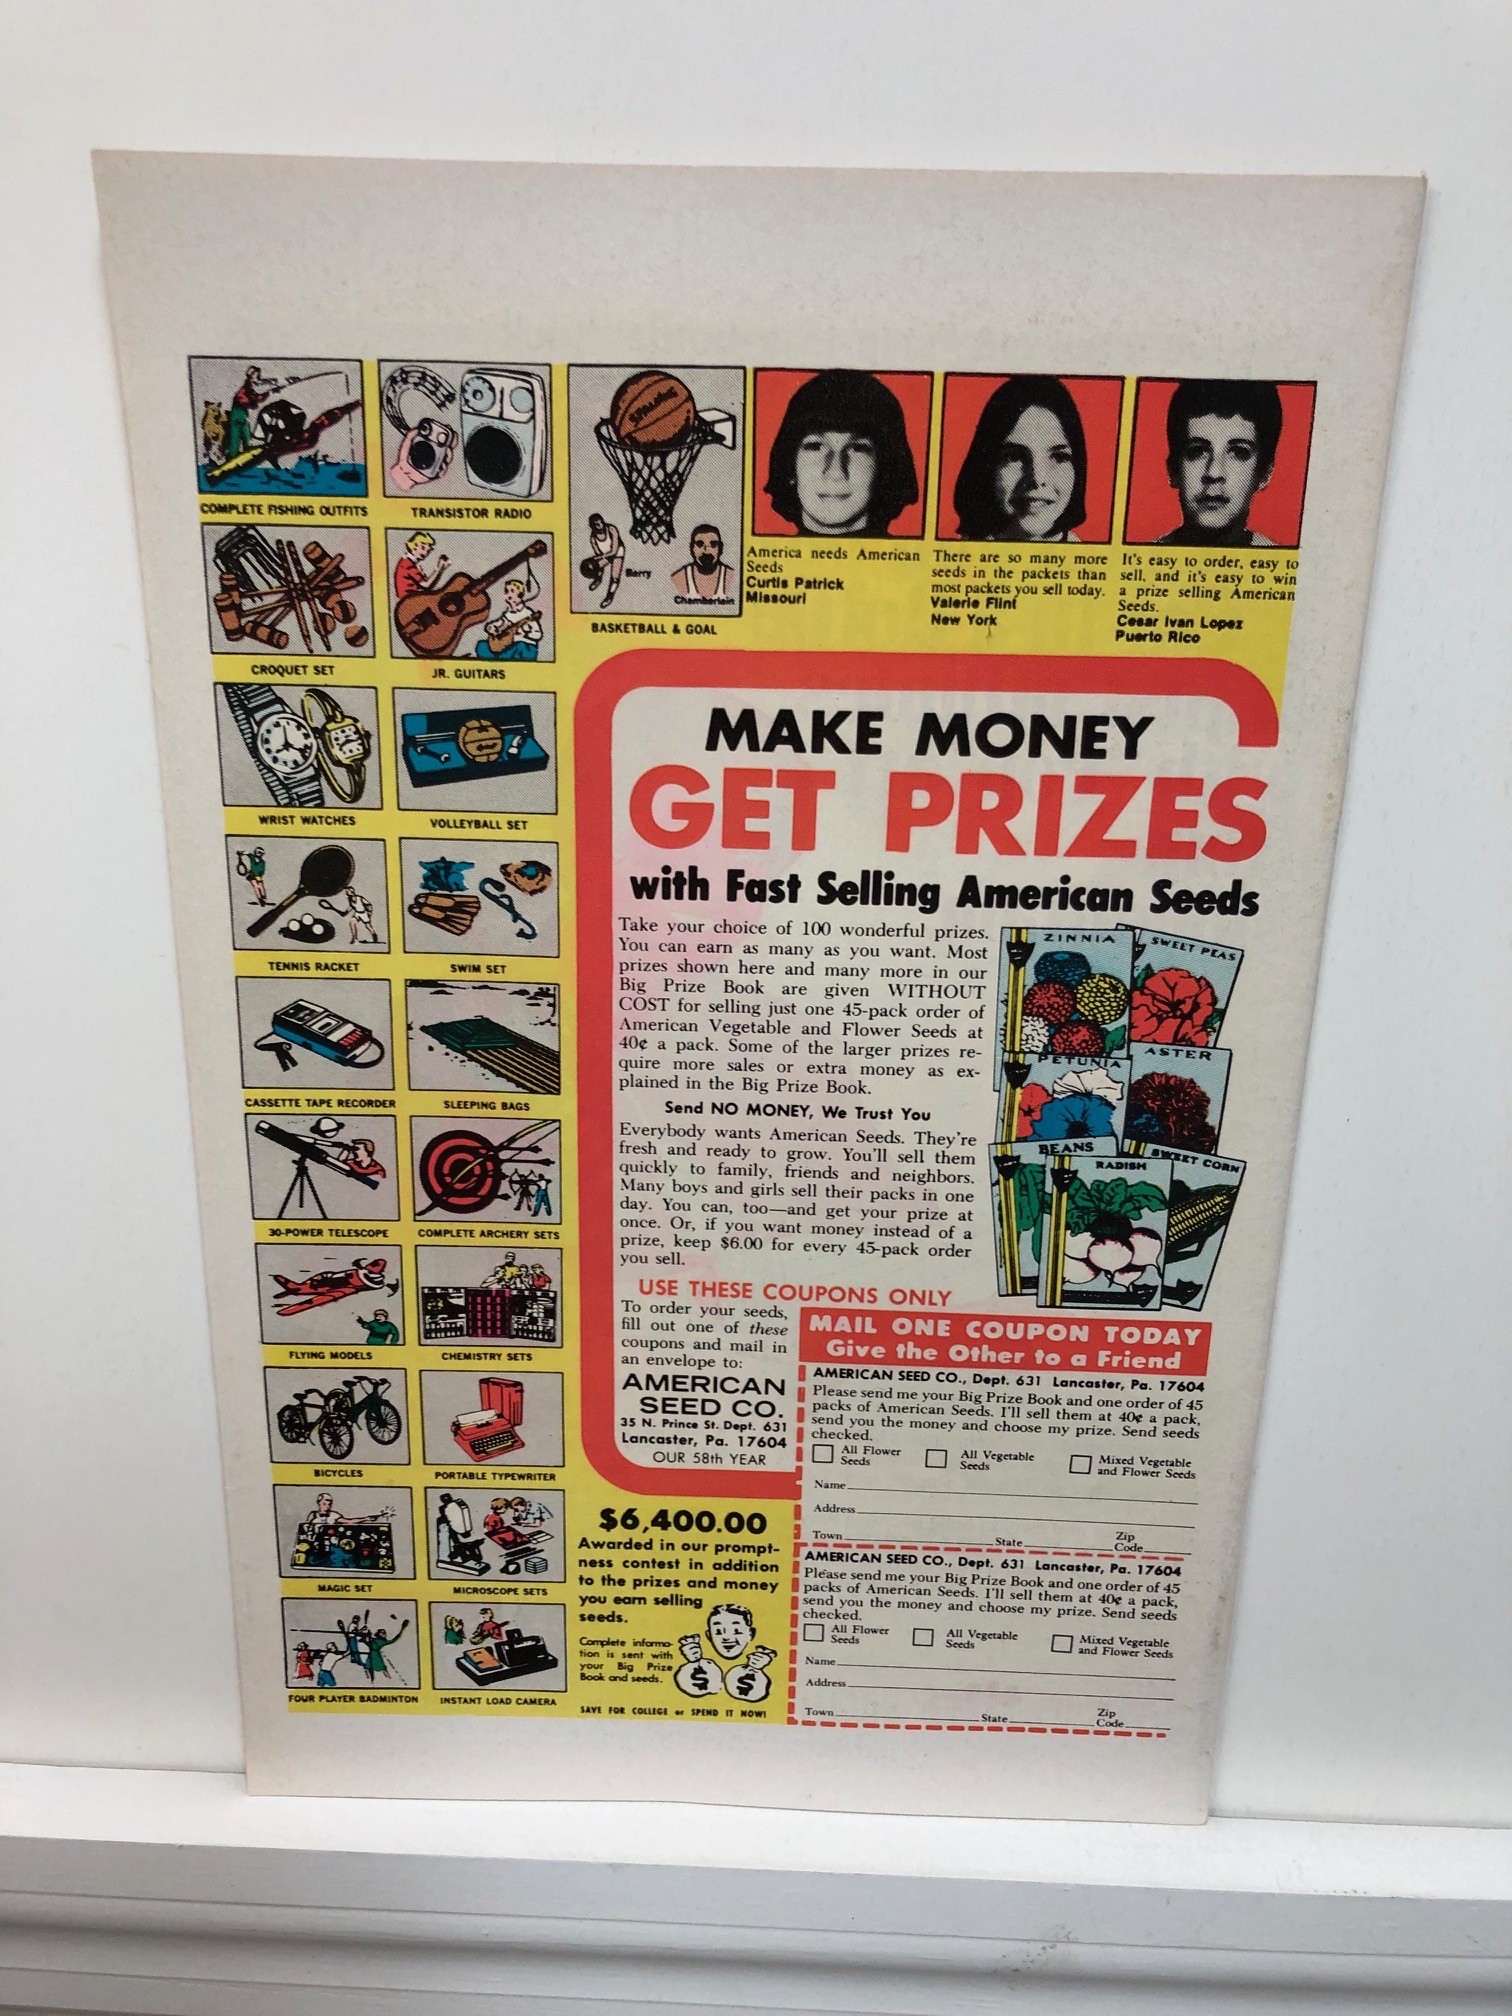 COMPLETE FISHING OUTFITS
TRANSISTOR RADIO
SPALDING
Barry
Chamberlain
BASKETBALL & GOAL
America needs American
Seeds
Curtis Patrick
Missouri
There are so many more
seeds in the packets than
most packets you sell today.
Valerie Flint
New York
It's easy to order, easy to
sell, and it's easy to win
a prize selling American
Seeds.
Cesar Ivan Lopez
Puerto Rico
CROQUET SET
JR. GUITARS
WRIST WATCHES
VOLLEYBALL SET
TENNIS RACKET
SWIM SET
CASSETTE TAPE RECORDER
SLEEPING BAGS
30-POWER TELESCOPE
COMPLETE ARCHERY SETS
FLYING MODELS
CHEMISTRY SETS
BICYCLES
PORTABLE TYPEWRITER
MAGIC SET
MICROSCOPE SETS
FOUR PLAYER BADMINTON
INSTANT LOAD CAMERA
MAKE MONEY
GET PRIZES
with Fast Selling American Seeds
Take your choice of 100 wonderful prizes.
You can earn as many as you want. Most
prizes shown here and many more in our
Big Prize Book are given WITHOUT
COST for selling just one 45-pack order of
American Vegetable and Flower Seeds at
40¢ a pack. Some of the larger prizes re-
quire more sales or extra money as ex-
plained in the Big Prize Book.
Send NO MONEY, We Trust You
Everybody wants American Seeds. They're
fresh and ready to grow. You'll sell them
quickly to family, friends and neighbors.
Many boys and girls sell their packs in one
day. You can, too—and get your prize at
once. Or, if you want money instead of a
prize, keep $6.00 for every 45-pack order
you sell.
ZINNIA
SWEET PEAS
PETUNIA
ASTER
BEANS
RADISH
SWEET CORN
USE THESE COUPONS ONLY
To order your seeds,
fill out one of these
coupons and mail in
an envelope to:
AMERICAN
SEED CO.
35 N. Prince St. Dept. 631
Lancaster, Pa. 17604
OUR 58th YEAR
MAIL ONE COUPON TODAY
Give the Other to a Friend
AMERICAN SEED CO., Dept. 631 Lancaster, Pa. 17604
Please send me your Big Prize Book and one order of 45
packs of American Seeds. I'll sell them at 40¢ a pack,
send you the money and choose my prize. Send seeds
checked.
All Flower
Seeds
All Vegetable
Seeds
Mixed Vegetable
and Flower Seeds
Name
Address
Town State Zip
Code
AMERICAN SEED CO., Dept. 631 Lancaster, Pa. 17604
Please send me your Big Prize Book and one order of 45
packs of American Seeds. I'll sell them at 40¢ a pack,
send you the money and choose my prize. Send seeds
checked.
All Flower
Seeds
All Vegetable
Seeds
Mixed Vegetable
and Flower Seeds
Name
Address
Town State Zip
Code
$6,400.00
Awarded in our prompt-
ness contest in addition
to the prizes and money
you earn selling
seeds.
Complete informa-
tion is sent with
your Big Prize
Book and seeds.
$ $
SAVE FOR COLLEGE or SPEND IT NOW!